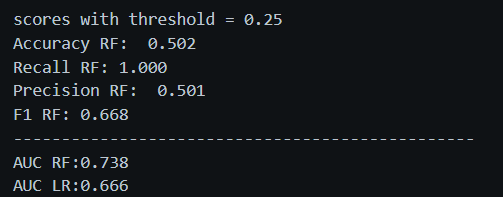 scores with threshold = 0.25
Accuracy RF:  0.502
Recall RF: 1.000
Precision RF:  0.501
F1 RF: 0.668
------------------------------------------------
AUC RF:0.738
AUC LR:0.666